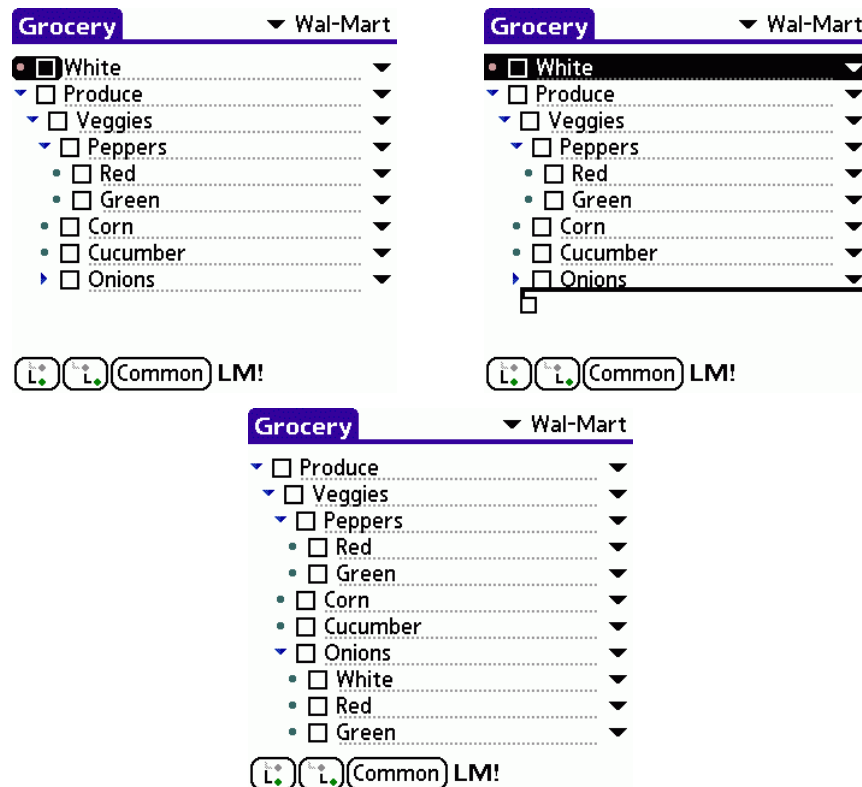 Grocery Wal-Mart
White
Produce
Veggies
Peppers
Red
Green
Corn
Cucumber
Onions
L L Common LM!
Grocery Wal-Mart
White
Produce
Veggies
Peppers
Red
Green
Corn
Cucumber
Onions
L L Common LM!
Grocery Wal-Mart
Produce
Veggies
Peppers
Red
Green
Corn
Cucumber
Onions
White
Red
Green
L L Common LM!